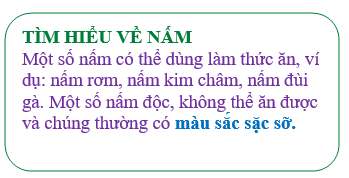 TÌM HIỂU VỀ NẤM
Một số nấm có thể dùng làm thức ăn, ví
dụ: nấm rơm, nấm kim châm, nấm đùi
gà. Một số nấm độc, không thể ăn được
và chúng thường có màu sắc sặc sỡ.